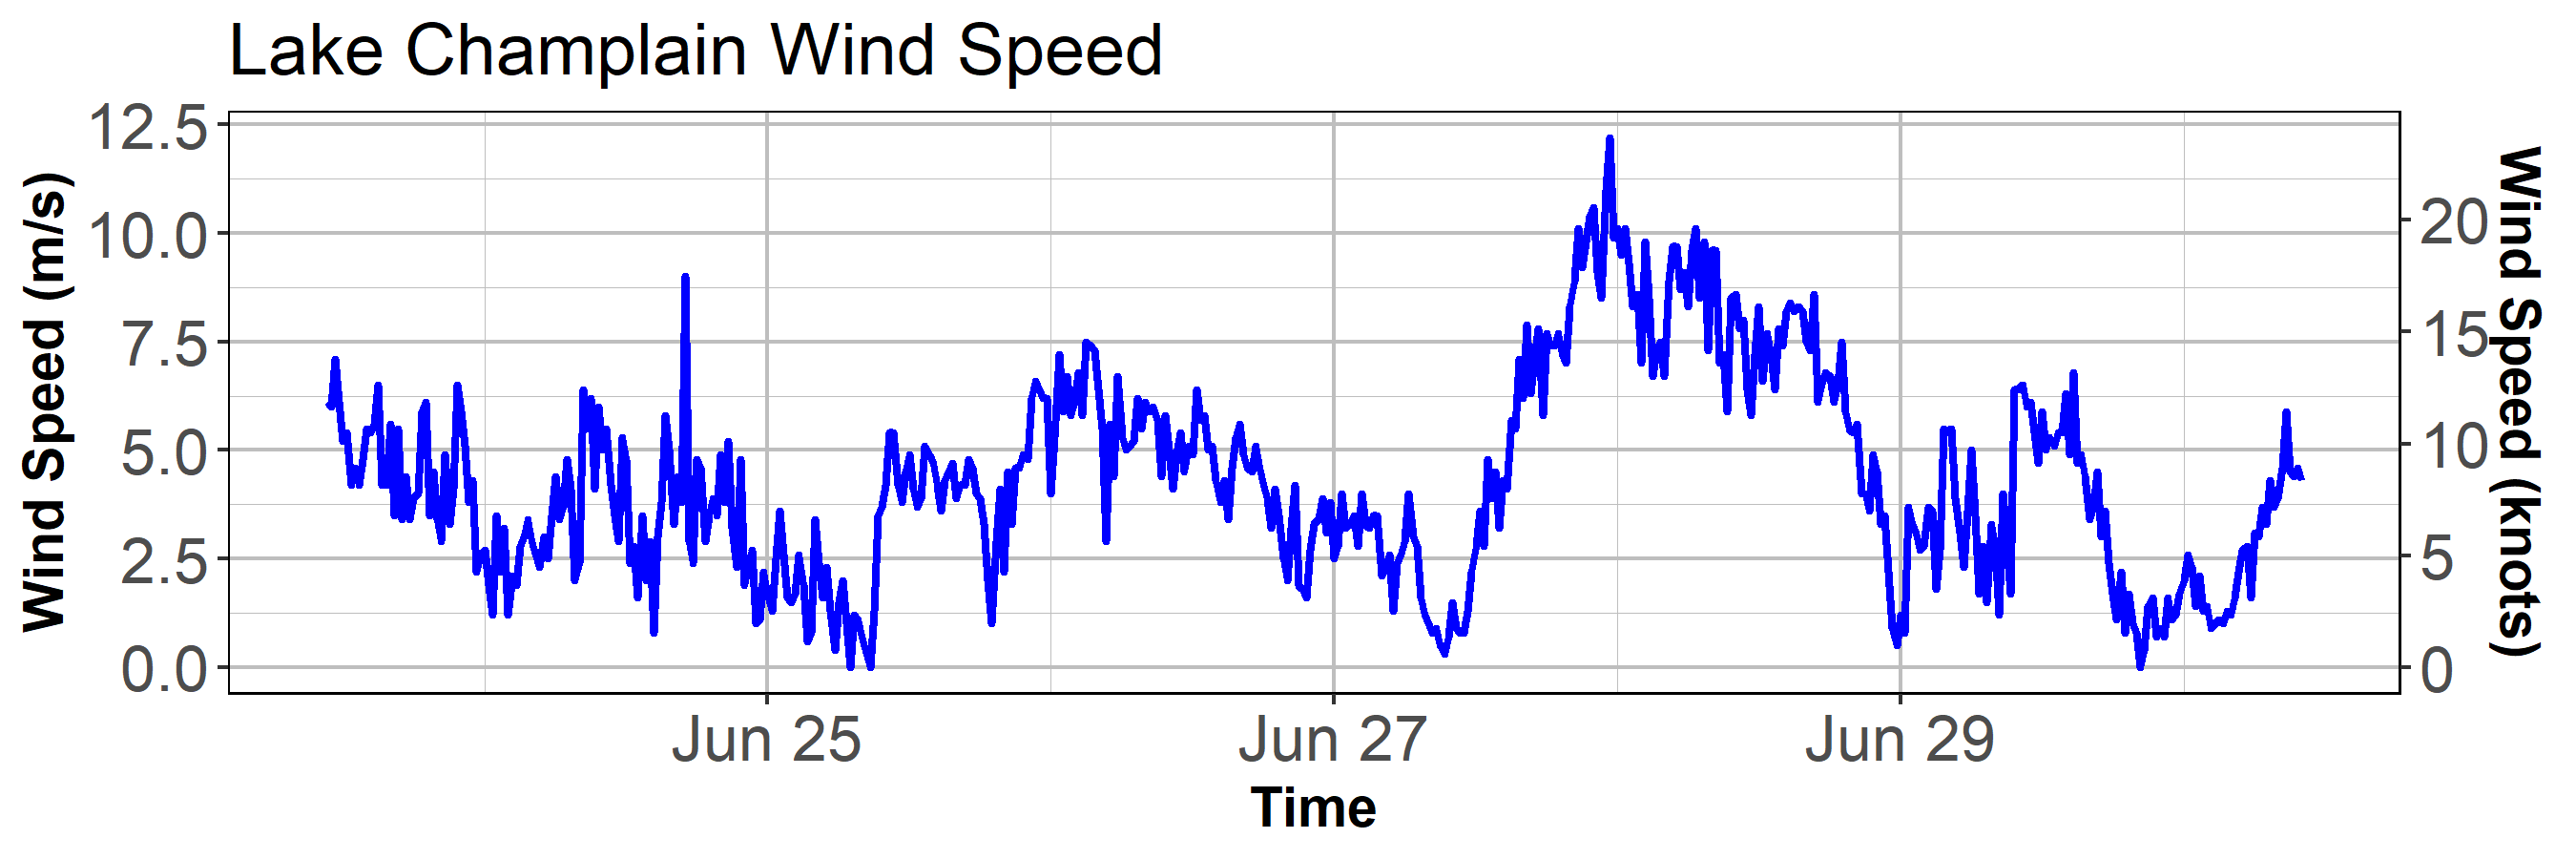 Lake Champlain Wind Speed
12.5
10.0
7.5
5.0
2.5
0.0
Wind Speed (m/s)
20
15
10
5
0
Wind Speed (knots)
Jun 25
Jun 27
Jun 29
Time